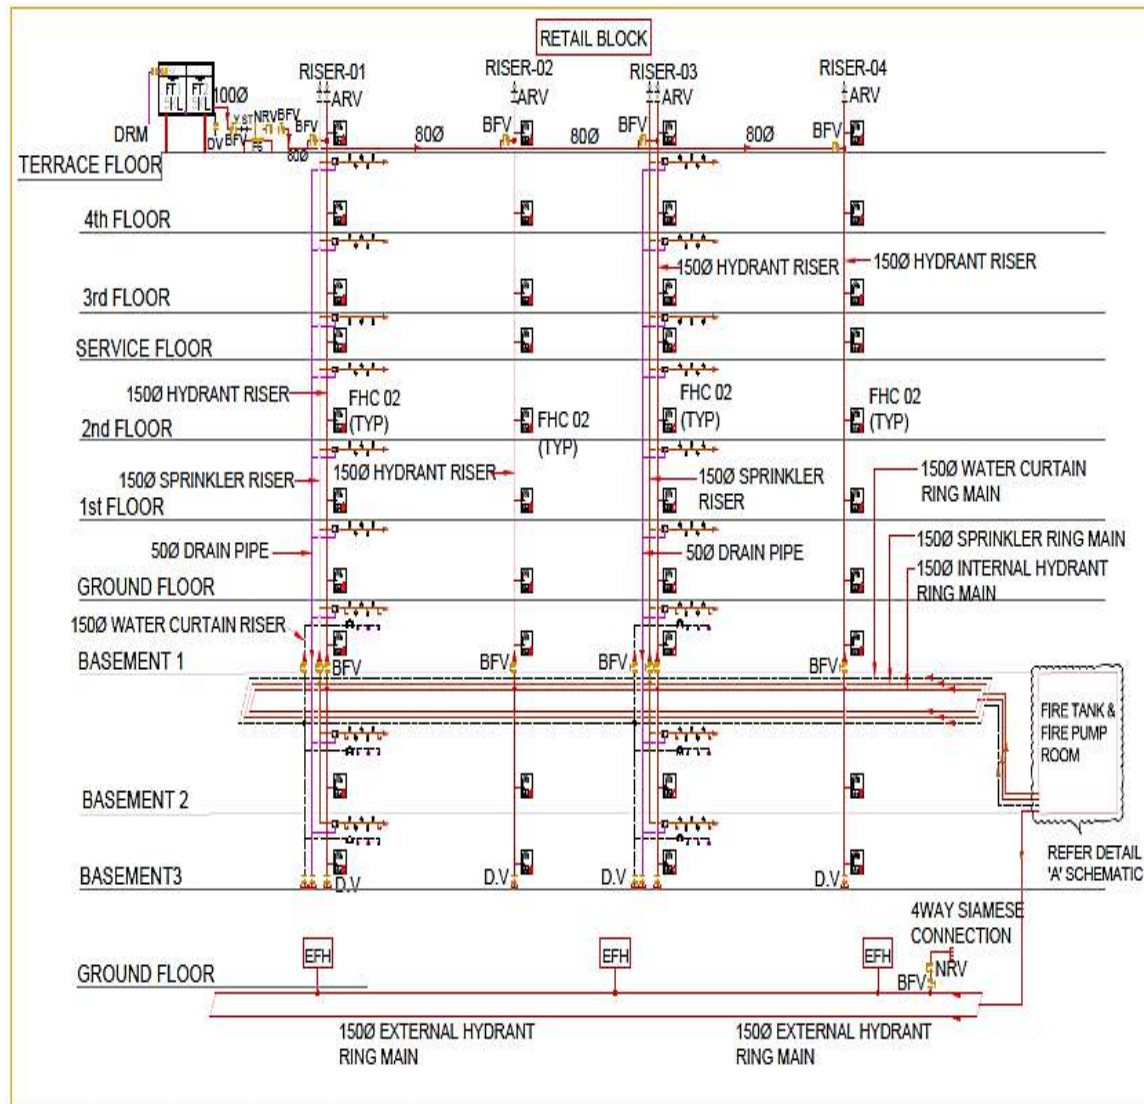 RETAIL BLOCK
RISER-01
RISER-02
RISER-03
RISER-04
ARV
ARV
ARV
ARV
FT
FT
100Ø
DRM
DV
BFV
Y
ST
NRV
BFV
80Ø
BFV
80Ø
BFV
80Ø
BFV
80Ø
BFV
TERRACE FLOOR
4th FLOOR
150Ø HYDRANT RISER
150Ø HYDRANT RISER
3rd FLOOR
SERVICE FLOOR
150Ø HYDRANT RISER
FHC 02
(TYP)
FHC 02
(TYP)
FHC 02
(TYP)
FHC 02
(TYP)
2nd FLOOR
150Ø SPRINKLER RISER
150Ø HYDRANT RISER
150Ø SPRINKLER
RISER
150Ø WATER CURTAIN
RING MAIN
1st FLOOR
150Ø SPRINKLER RING MAIN
50Ø DRAIN PIPE
50Ø DRAIN PIPE
150Ø INTERNAL HYDRANT
RING MAIN
GROUND FLOOR
150Ø WATER CURTAIN RISER
BASEMENT 1
BFV
BFV
BFV
BFV
FIRE TANK &
FIRE PUMP
ROOM
BASEMENT 2
REFER DETAIL
'A' SCHEMATIC
BASEMENT3
D.V
D.V
D.V
D.V
4WAY SIAMESE
CONNECTION
EFH
EFH
EFH
NRV
BFV
GROUND FLOOR
150Ø EXTERNAL HYDRANT
RING MAIN
150Ø EXTERNAL HYDRANT
RING MAIN